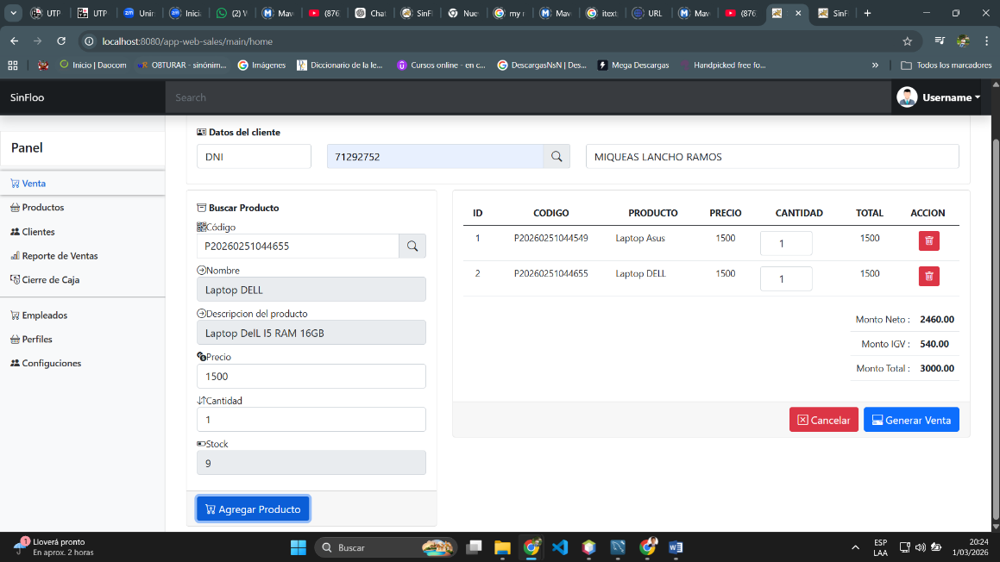 UTP
UTP
Unir
Inicia
(2) V
Mav
(876
Chat
SinFl
Nue
my r
Mav
itext
URL
Mav
(876
SinF
localhost:8080/app-web-sales/main/home
Inicio | Daocom
OBTURAR - sinónim...
Imágenes
Diccionario de la le...
Cursos online - en c...
DescargasNsN | Des...
Mega Descargas
Handpicked free fo...
»
Todos los marcadores
SinFloo
Search
Username
Panel
Venta
Productos
Clientes
Reporte de Ventas
Cierre de Caja
Empleados
Perfiles
Configuciones
Datos del cliente
DNI
71292752
MIQUEAS LANCHO RAMOS
Buscar Producto
Código
P20260251044655
Nombre
Laptop DELL
Descripcion del producto
Laptop DelL I5 RAM 16GB
Precio
1500
Cantidad
1
Stock
9
Agregar Producto
ID CODIGO PRODUCTO PRECIO CANTIDAD TOTAL ACCION
1 P20260251044549 Laptop Asus 1500 1 1500
2 P20260251044655 Laptop DELL 1500 1 1500
Monto Neto : 2460.00
Monto IGV : 540.00
Monto Total : 3000.00
Cancelar
Generar Venta
1
Lloverá pronto
En aprox. 2 horas
Buscar
ESP
LAA
20:24
1/03/2026